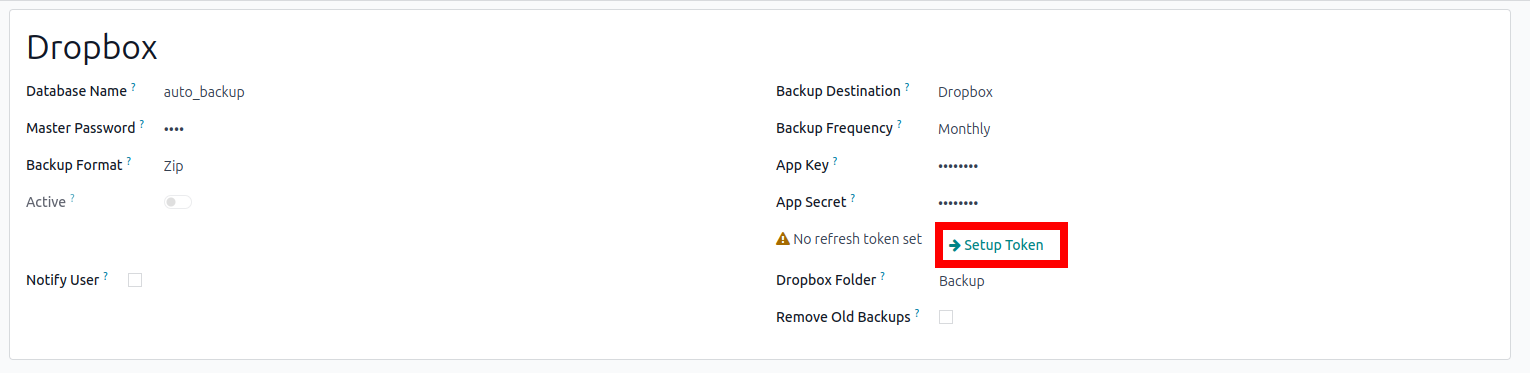 Dropbox
Database Name ? auto_backup
Backup Destination ? Dropbox
Master Password ? ••••
Backup Frequency ? Monthly
Backup Format ? Zip
App Key ? ••••••••
Active ?
App Secret ? ••••••••
No refresh token set
Setup Token
Notify User ?
Dropbox Folder ? Backup
Remove Old Backups ?